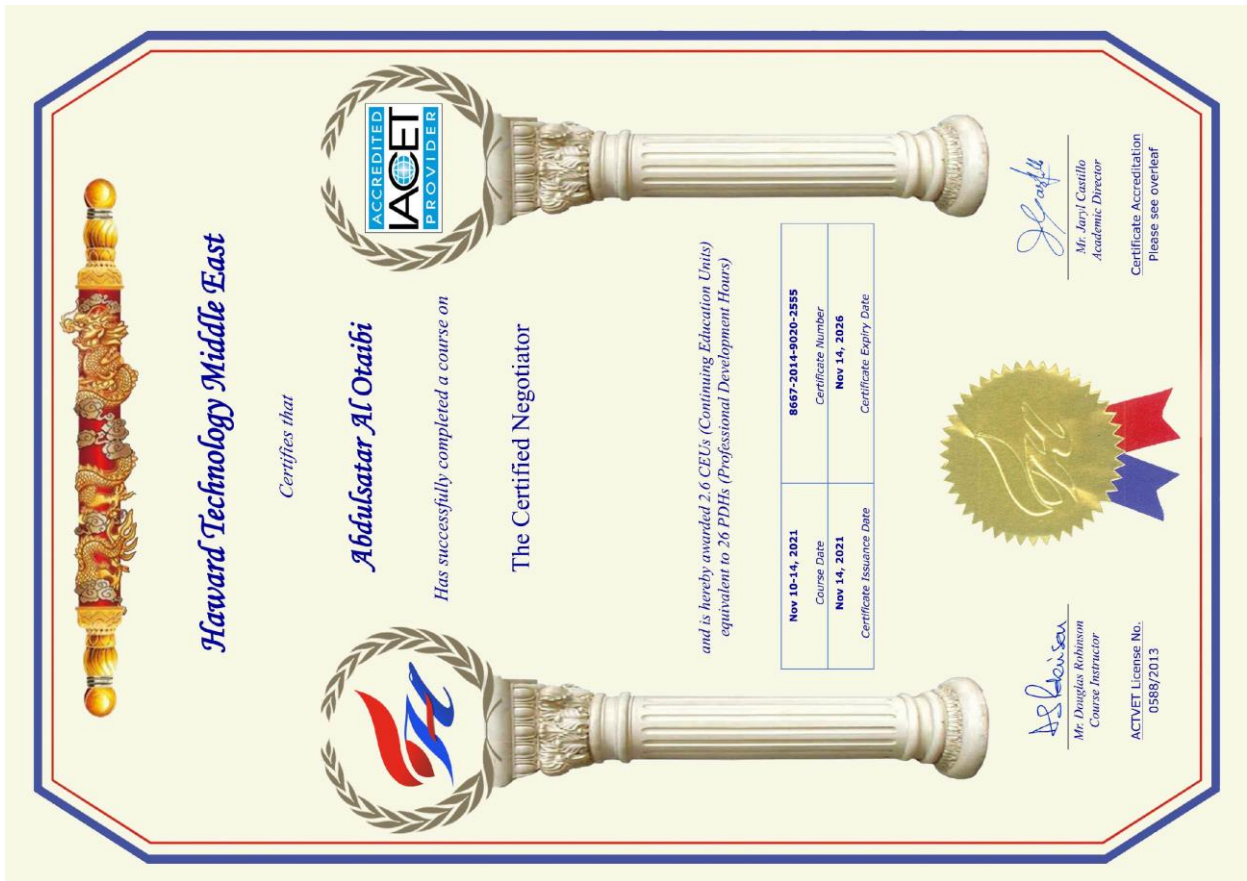 Haward Technology Middle East
Certifies that
Abdulsatar Al Otaibi
ACCREDITED
IACET
PROVIDER
Has successfully completed a course on
The Certified Negotiator
and is hereby awarded 2.6 CEUs (Continuing Education Units)
equivalent to 26 PDHs (Professional Development Hours)
Nov 10-14, 2021 8667-2014-9020-2555
Course Date Certificate Number
Nov 14, 2021 Nov 14, 2026
Certificate Issuance Date Certificate Expiry Date
Mr. Douglas Robinson
Course Instructor
ACTVET License No.
0588/2013
Mr. Jaryl Castillo
Academic Director
Certificate Accreditation
Please see overleaf